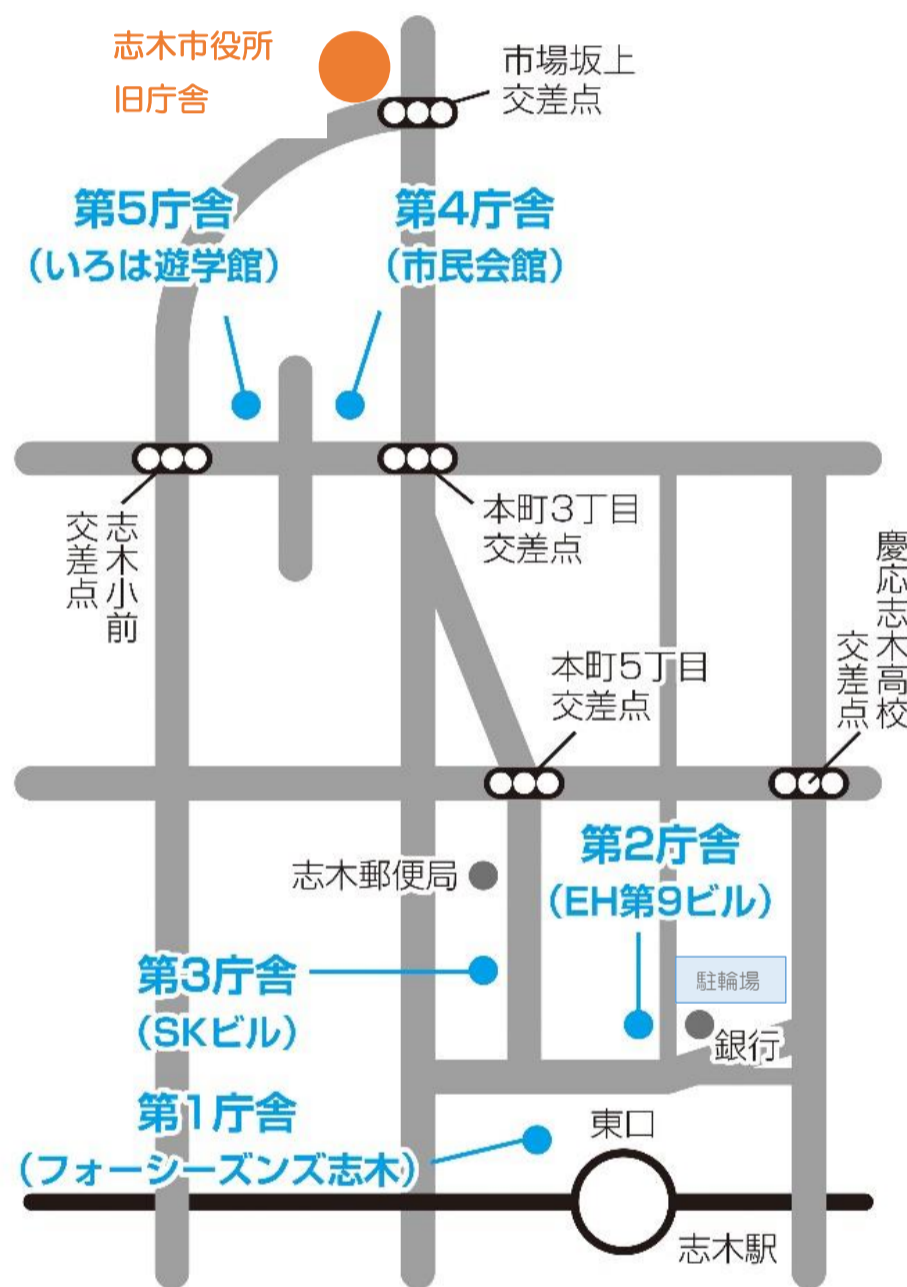 志木市役所
旧庁舎
市場坂上
交差点
第5庁舎
(いろは遊学館)
第4庁舎
(市民会館)
志木小前
交差点
本町3丁目
交差点
慶応志木高校
交差点
本町5丁目
交差点
志木郵便局
第2庁舎
(EH第9ビル)
第3庁舎
(SKビル)
駐輪場
銀行
第1庁舎
(フォーシーズンズ志木)
東口
志木駅